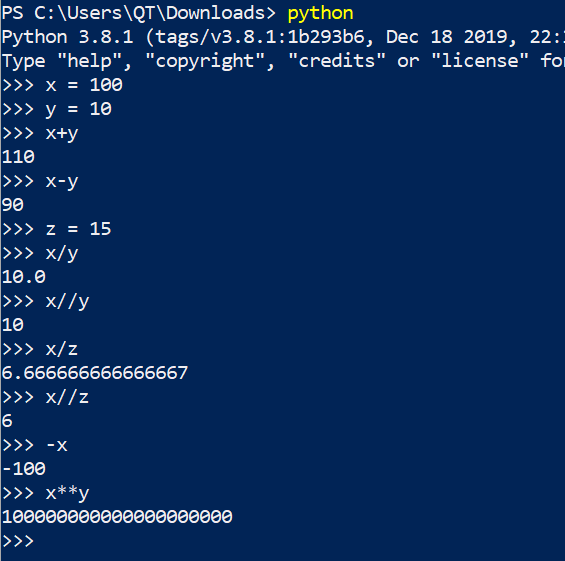 PS C:\Users\QT\Downloads> python
Python 3.8.1 (tags/v3.8.1:1b293b6, Dec 18 2019, 22:
Type "help", "copyright", "credits" or "license" fo
>>> x = 100
>>> y = 10
>>> x+y
110
>>> x-y
90
>>> z = 15
>>> x/y
10.0
>>> x//y
10
>>> x/z
6.666666666666667
>>> x//z
6
>>> -x
-100
>>> x**y
100000000000000000000
>>>